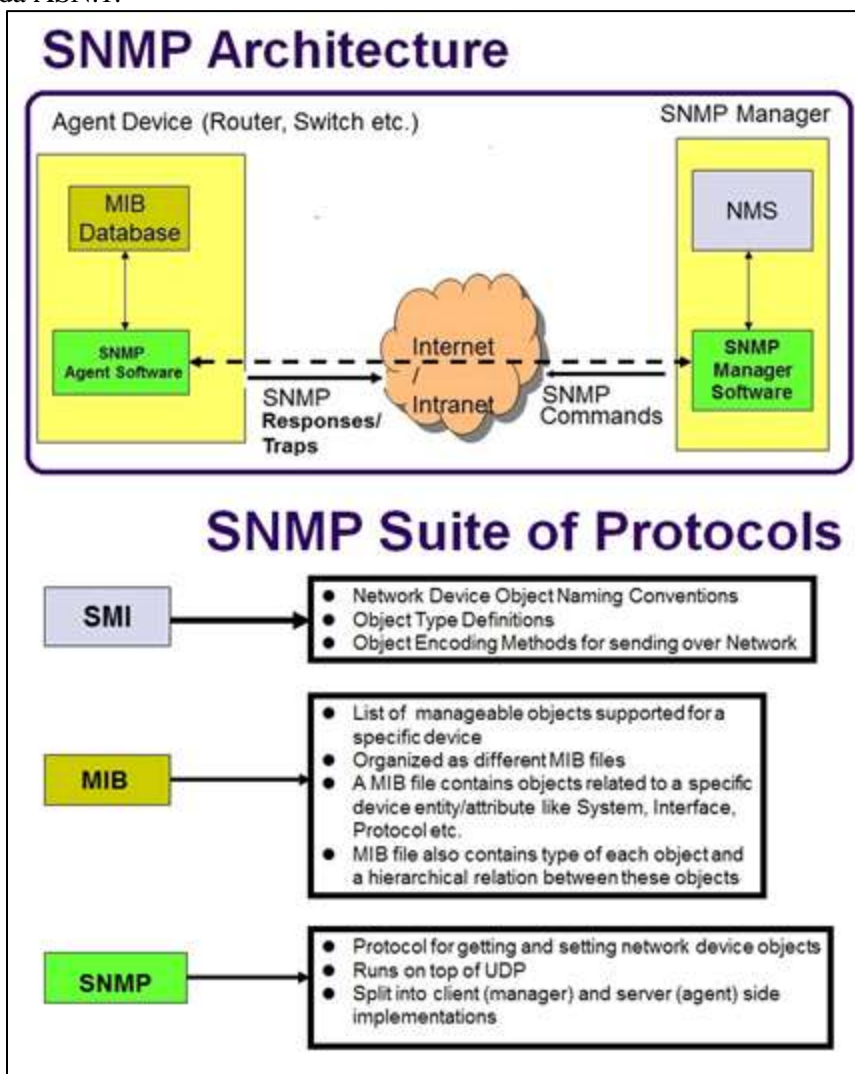 da ASN.1.
SNMP Architecture
Agent Device (Router, Switch etc.)
SNMP Manager
MIB
Database
NMS
SNMP
Agent Software
Internet
/
Intranet
SNMP
Manager
Software
SNMP
Responses/
Traps
SNMP
Commands
SNMP Suite of Protocols
SMI
● Network Device Object Naming Conventions
● Object Type Definitions
● Object Encoding Methods for sending over Network
MIB
● List of manageable objects supported for a
specific device
● Organized as different MIB files
● A MIB file contains objects related to a specific
device entity/attribute like System, Interface,
Protocol etc.
● MIB file also contains type of each object and
a hierarchical relation between these objects
SNMP
● Protocol for getting and setting network device objects
● Runs on top of UDP
● Split into client (manager) and server (agent) side
implementations